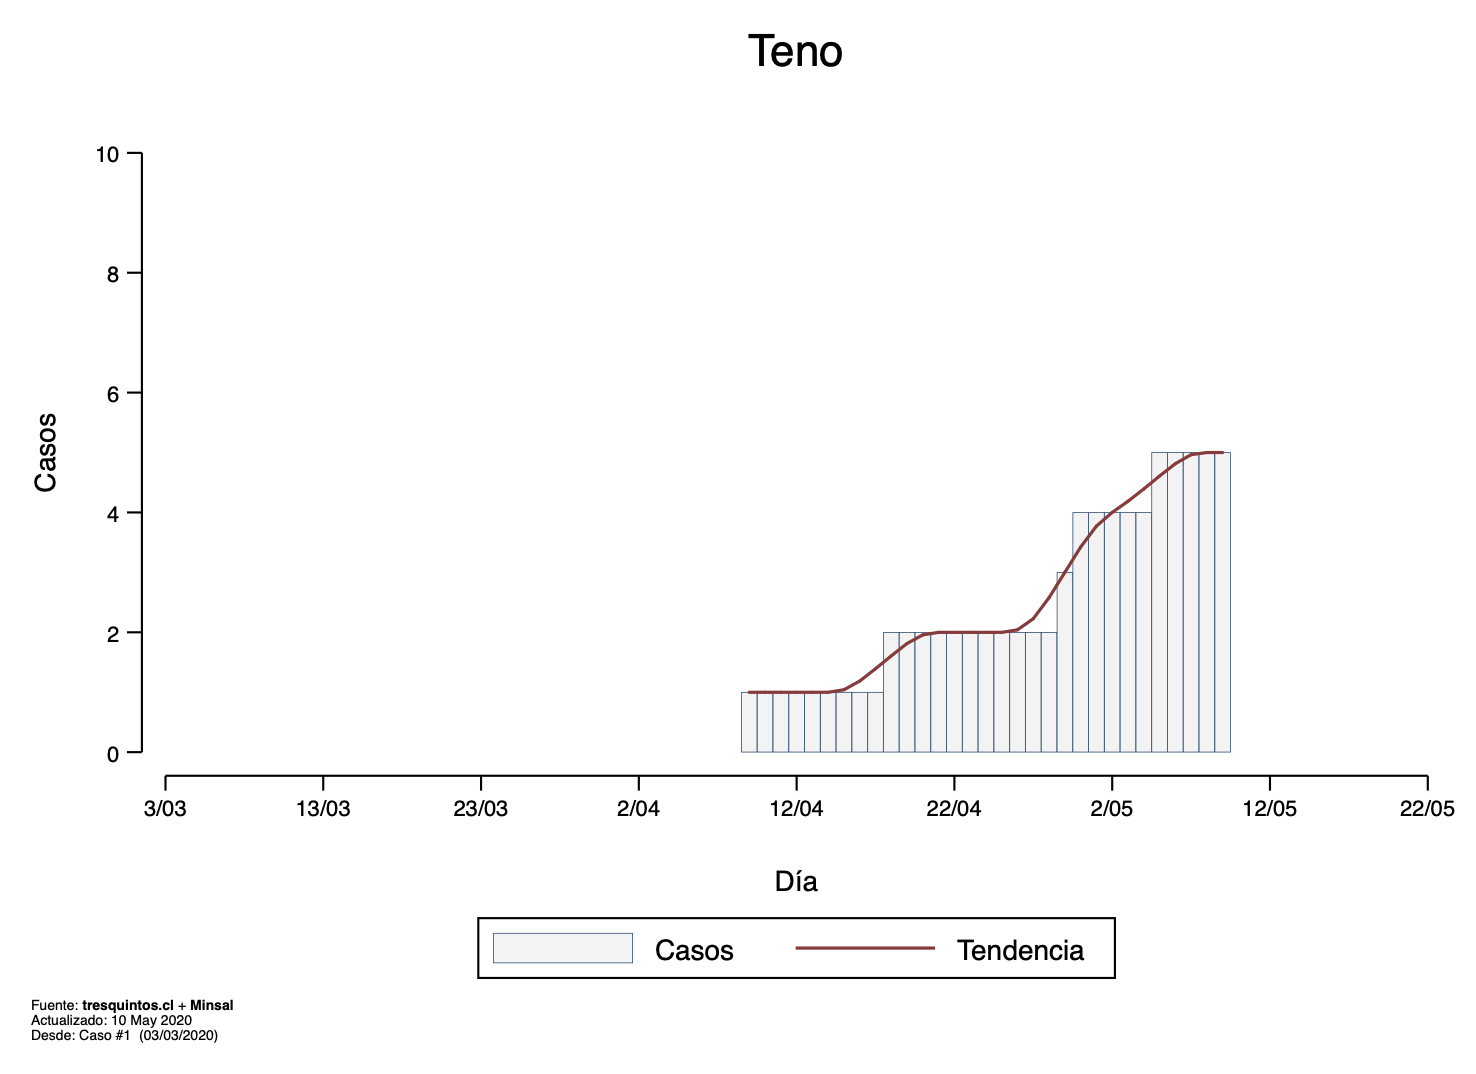 Teno
10
8
6
4
2
0
Casos
3/03 13/03 23/03 2/04 12/04 22/04 2/05 12/05 22/05
Día
Casos Tendencia
Fuente: tresquintos.cl + Minsal
Actualizado: 10 May 2020
Desde: Caso #1 (03/03/2020)